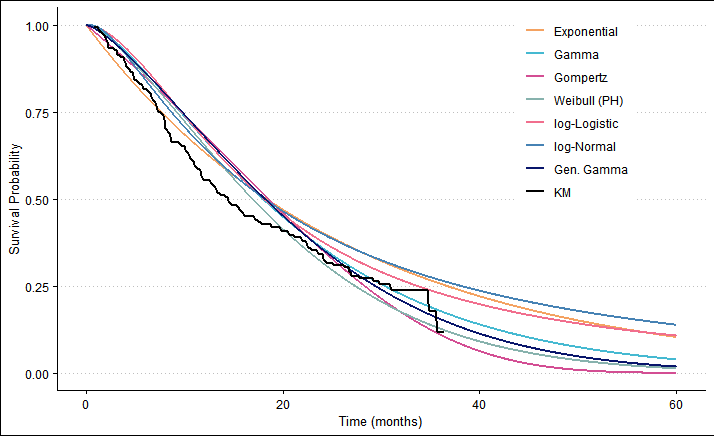 1.00
0.75
0.50
0.25
0.00
Survival Probability
0
20
40
60
Time (months)
Exponential
Gamma
Gompertz
Weibull (PH)
log-Logistic
log-Normal
Gen. Gamma
KM